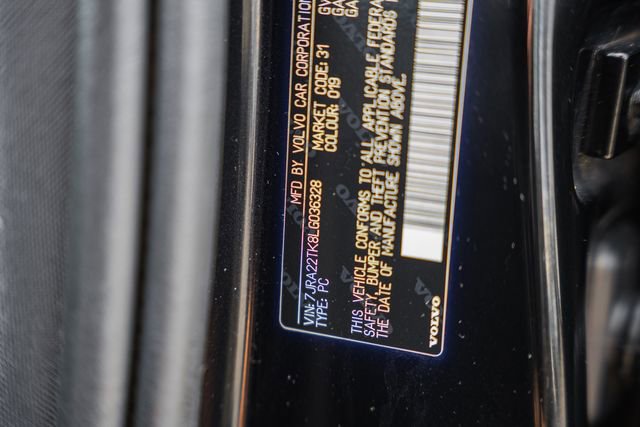 MFD BY VOLVO CAR CORPORATION
VIN: 7JRA22TK8LG036328
TYPE: PC
MARKET CODE: 31
COLOUR: 019
THIS VEHICLE CONFORMS TO ALL APPLICABLE FEDERA
SAFETY, BUMPER AND THEFT PREVENTION STANDARDS
THE DATE OF MANUFACTURE SHOWN ABOVE.
VOLVO